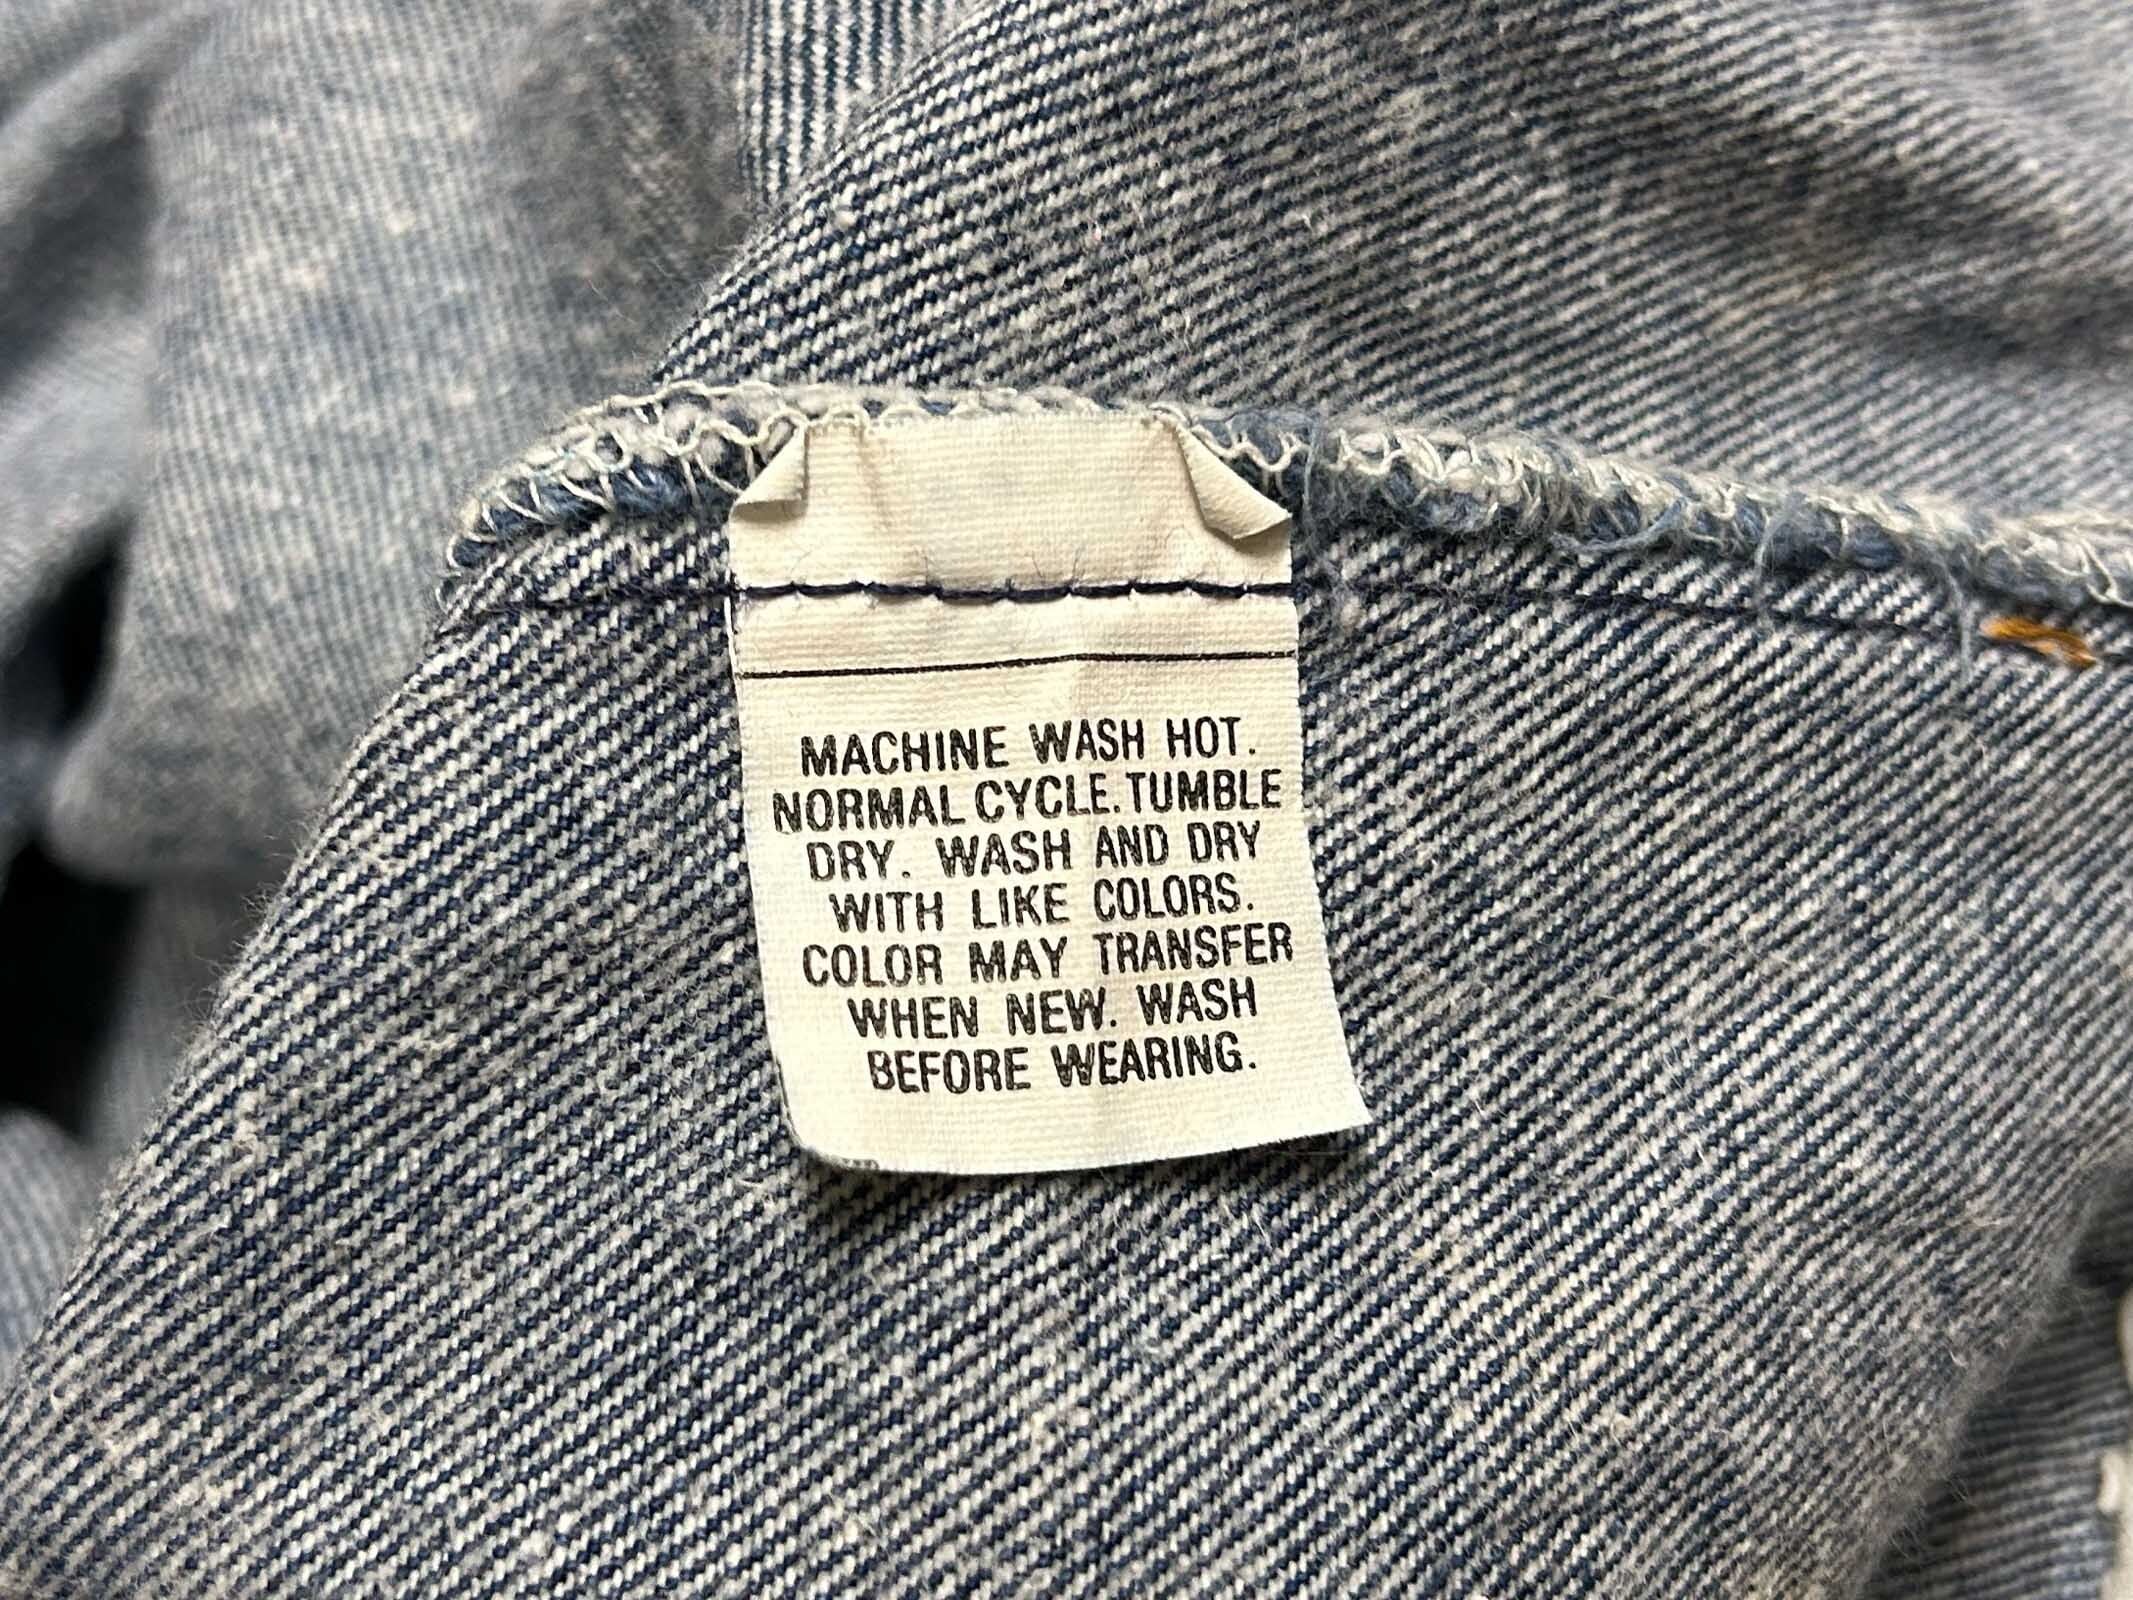 MACHINE WASH HOT.
NORMAL CYCLE. TUMBLE
DRY. WASH AND DRY
WITH LIKE COLORS.
COLOR MAY TRANSFER
WHEN NEW. WASH
BEFORE WEARING.